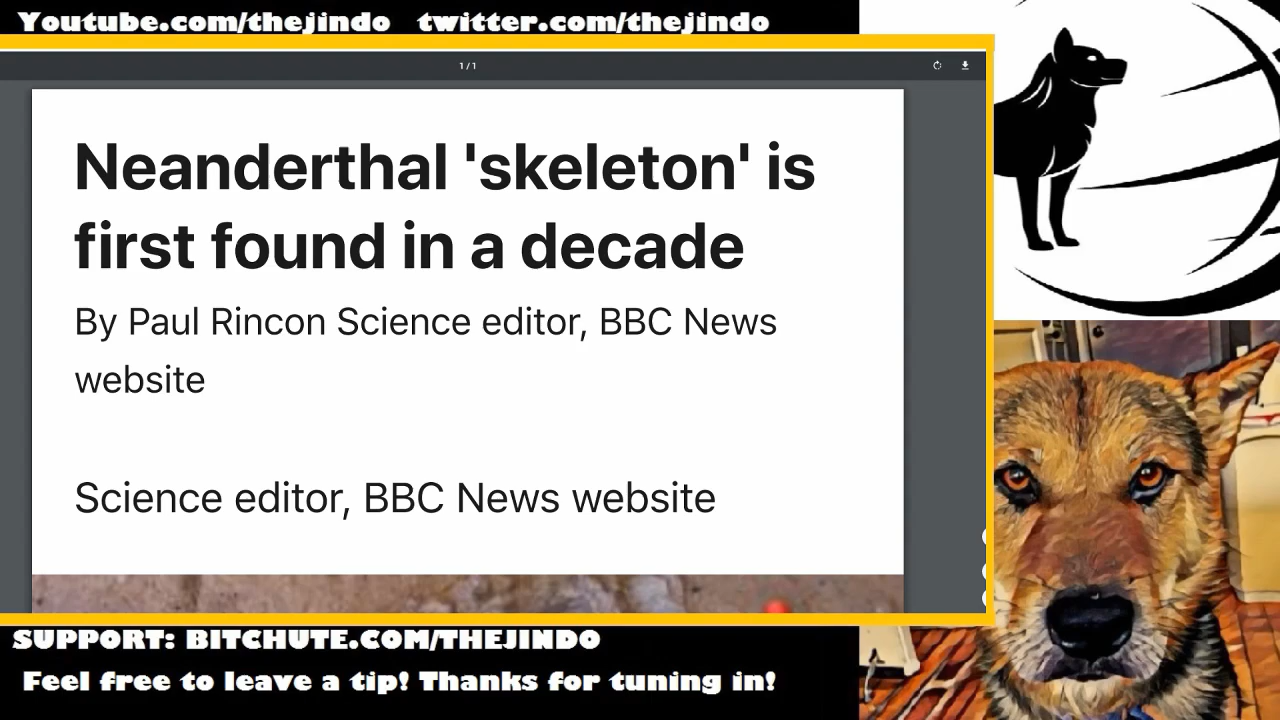 Youtube.com/thejindo twitter.com/thejindo
1 / 1
Neanderthal 'skeleton' is
first found in a decade
By Paul Rincon Science editor, BBC News
website
Science editor, BBC News website
SUPPORT: BITCHUTE.COM/THEJINDO
Feel free to leave a tip! Thanks for tuning in!